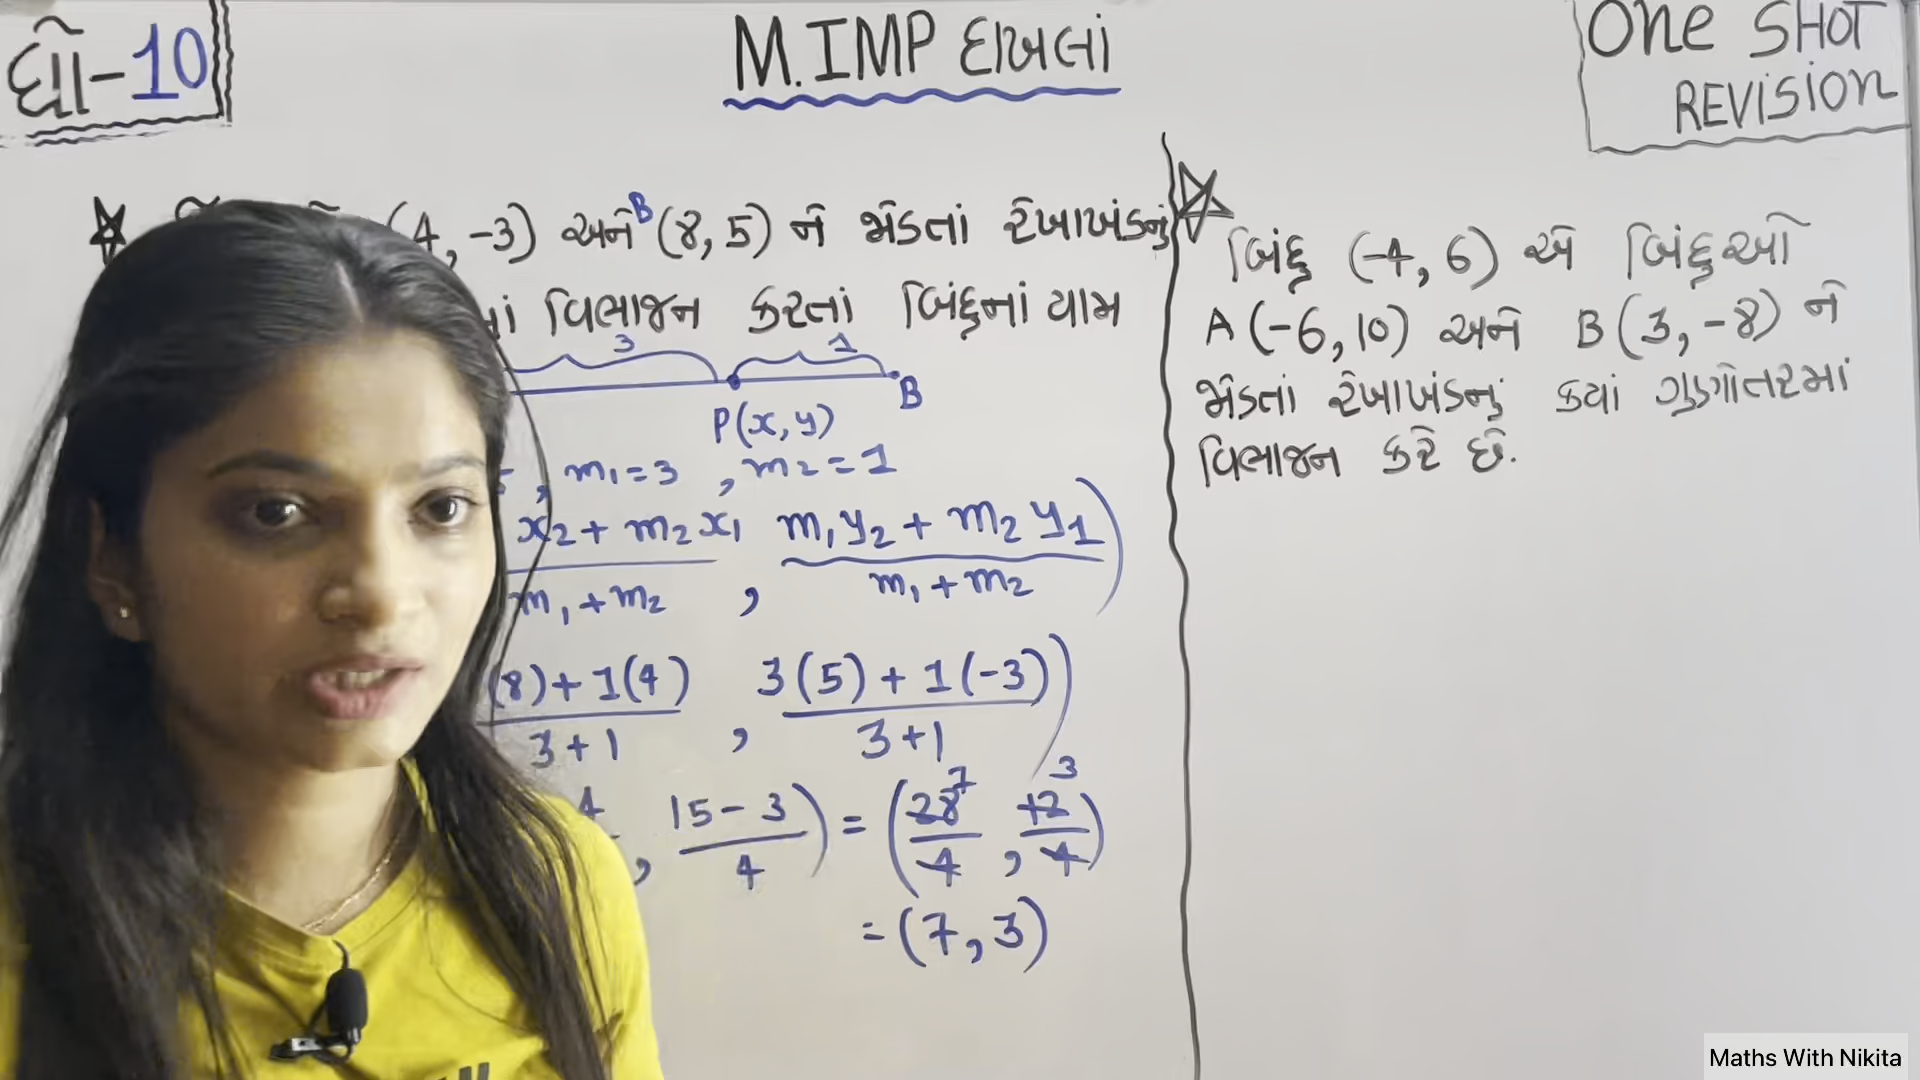 ધો-10
M.IMP દાખલાં
One SHOT
REVISION
(4, -3) અને B (8, 5) ને જોડતાં રેખાખંડનું
માં વિભાજન કરતાં બિંદુનાં યામ
3 1
P(x, y) B
, m₁=3 , m₂=1
x₂ + m₂x₁ m₁y₂ + m₂y₁)
m₁+m₂ , m₁+m₂
(8)+1(4) 3(5)+1(-3))
3+1 , 3+1
4 , 15-3) = (28 7 , 12 3)
4 4 4
= (7, 3)
બિંદુ (-4, 6) એ બિંદુઓ
A(-6, 10) અને B(3, -8) ને
જોડતાં રેખાખંડનું કયાં ગુણોતરમાં
વિભાજન કરે છે.
Maths With Nikita